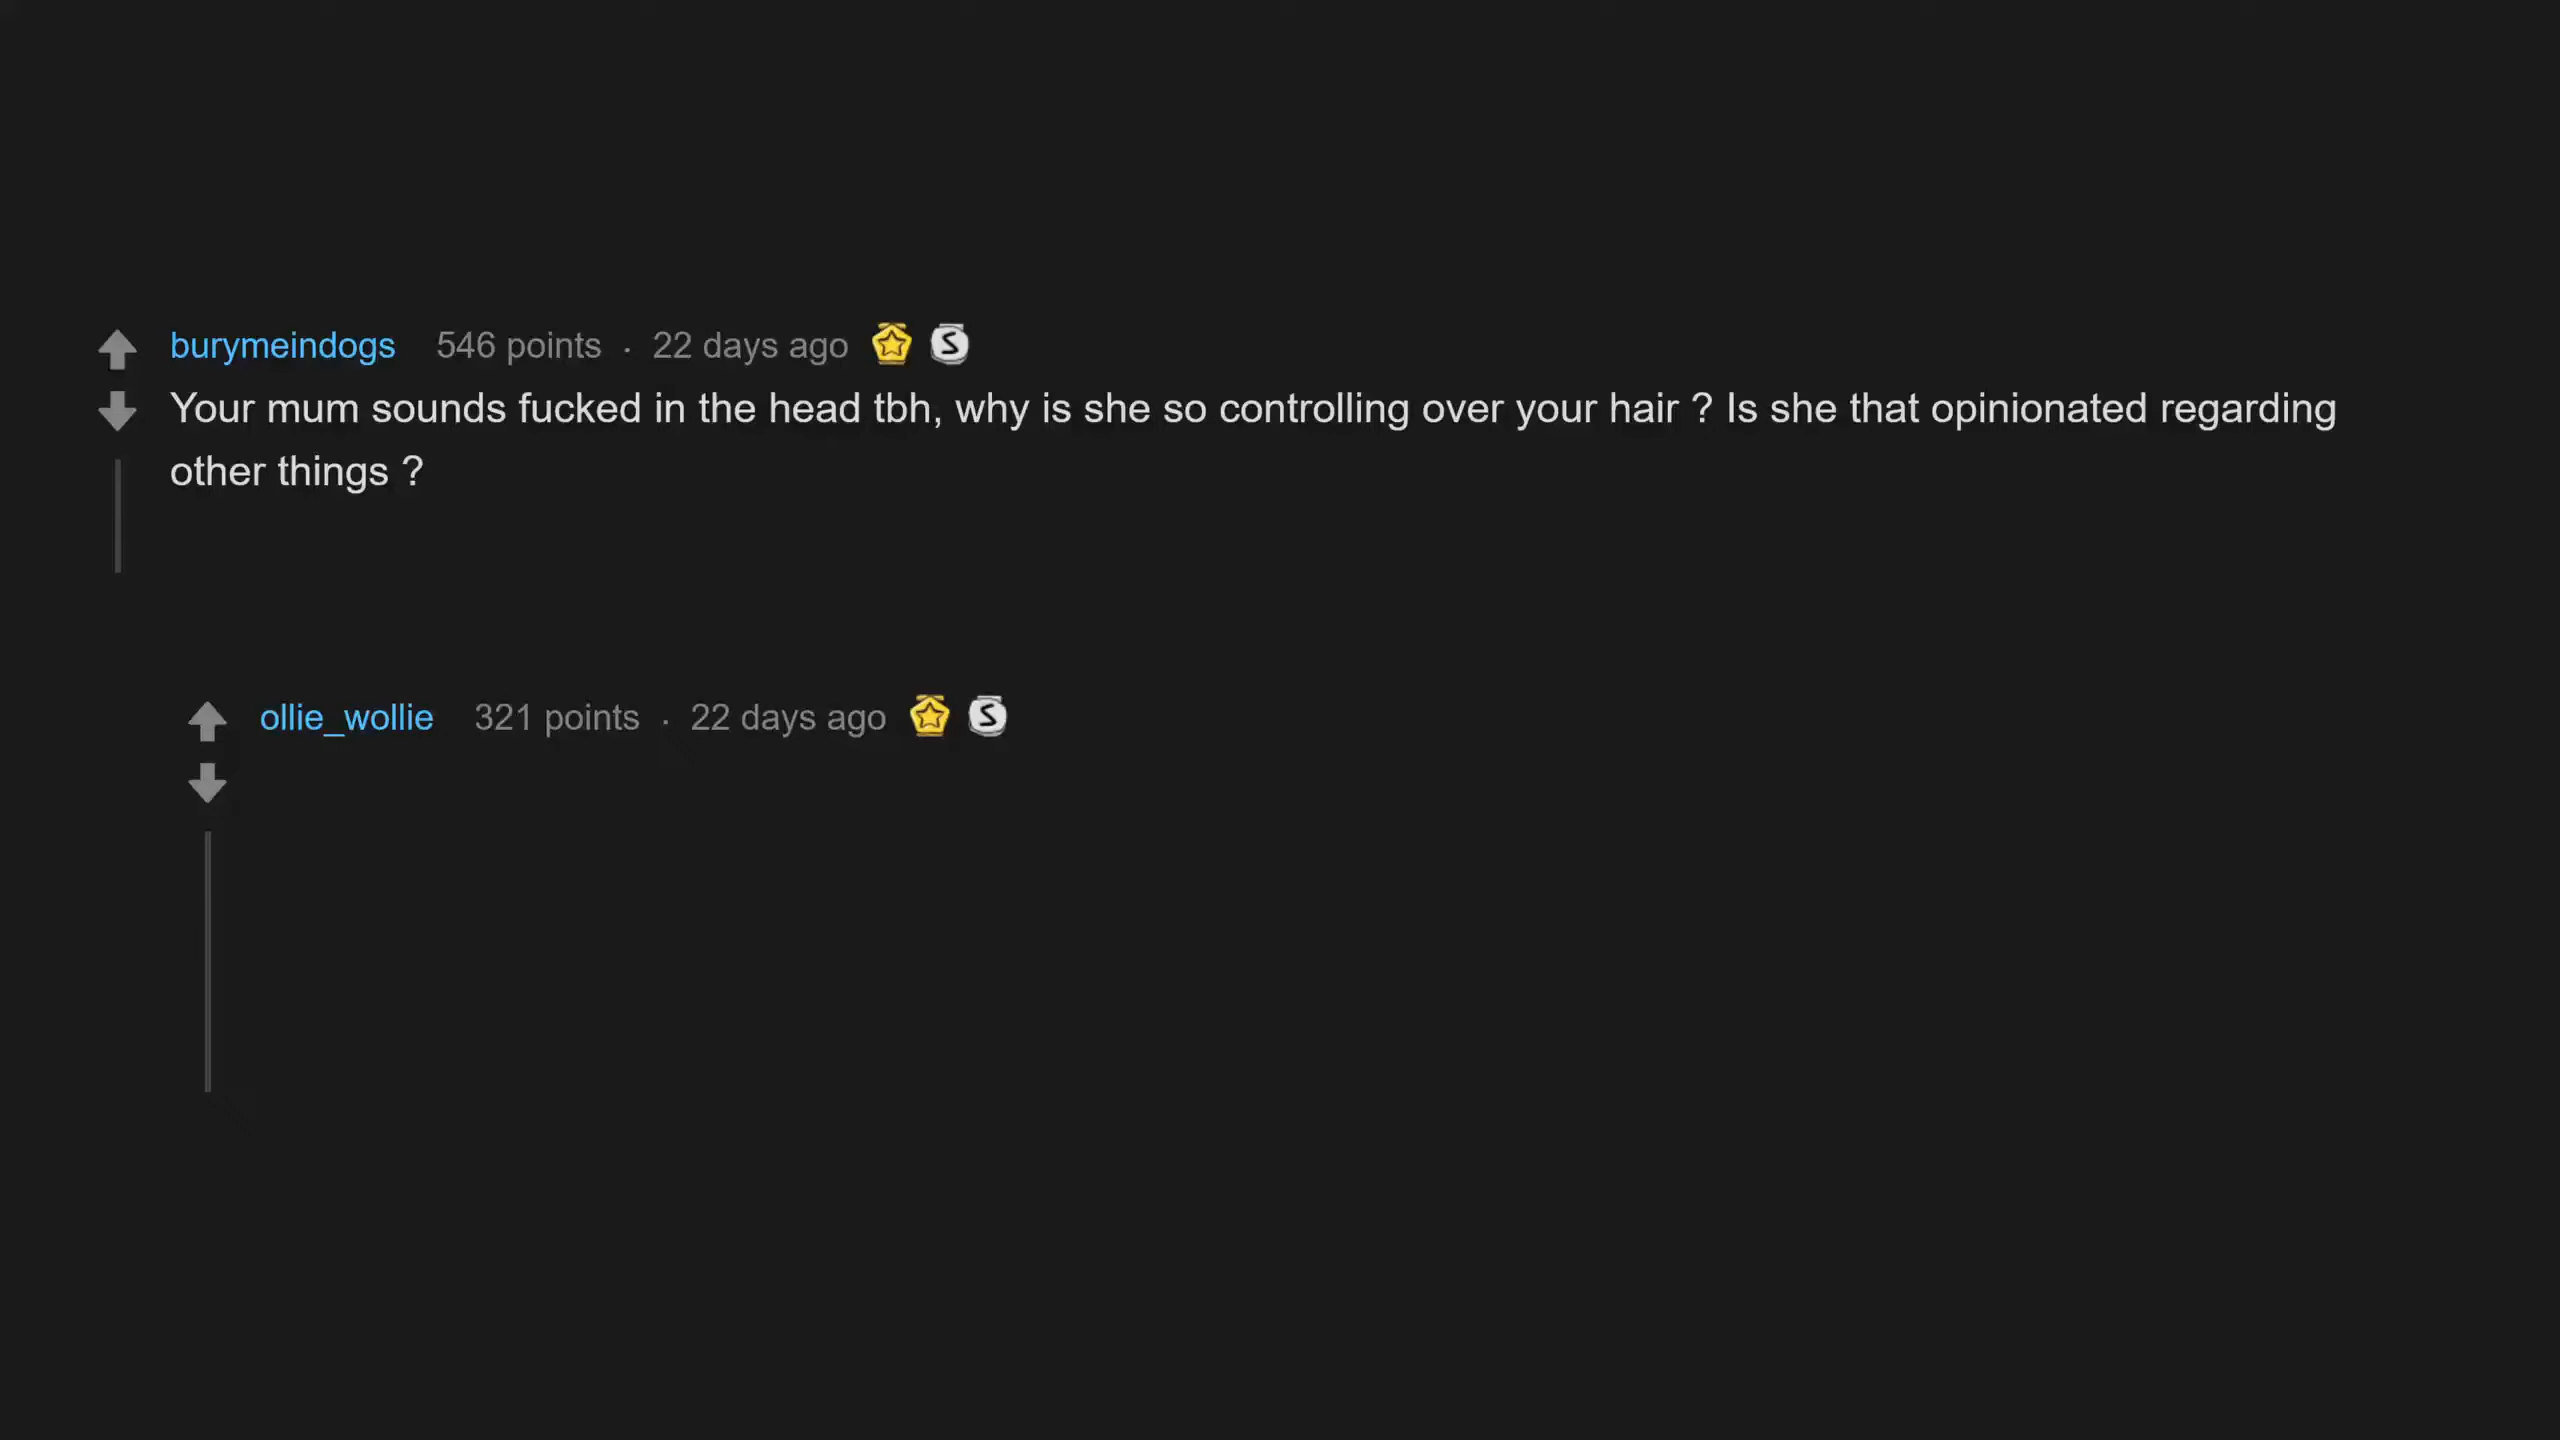 burymeindogs 546 points . 22 days ago S
Your mum sounds fucked in the head tbh, why is she so controlling over your hair ? Is she that opinionated regarding
other things ?
ollie_wollie 321 points . 22 days ago S